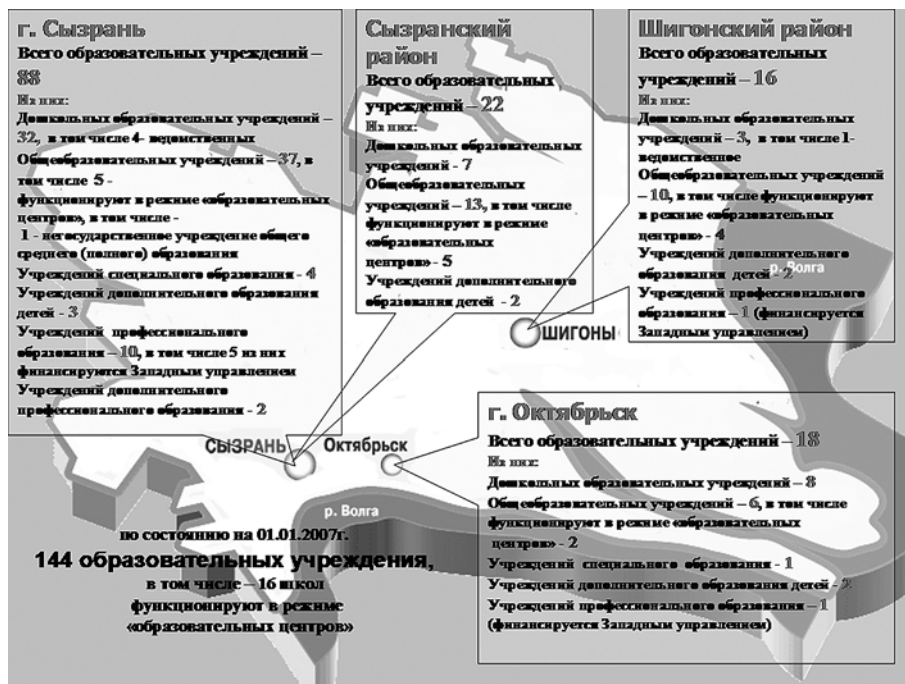 г. Сызрань
Всего образовательных учреждений –
88
Из них:
Дошкольных образовательных учреждений –
32, в том числе 4- ведомственных
Общеобразовательных учреждений – 37, в
том числе 5 -
функционируют в режиме «образовательных
центров», в том числе -
1 - негосударственное учреждение общего
среднего (полного) образования
Учреждений специального образования - 4
Учреждений дополнительного образования
детей - 3
Учреждений профессионального
образования – 10, в том числе 5 из них
финансируются Западным управлением
Учреждений дополнительного
профессионального образования - 2
Сызранский
район
Всего образовательных
учреждений – 22
Из них:
Дошкольных образовательных
учреждений - 7
Общеобразовательных
учреждений – 13, в том числе
функционируют в режиме
«образовательных
центров» - 5
Учреждений дополнительного
образования детей - 2
Шигонский район
Всего образовательных
учреждений – 16
Из них:
Дошкольных образовательных
учреждений – 3, в том числе 1-
ведомственное
Общеобразовательных учреждений
– 10, в том числе функционируют
в режиме «образовательных
центров» - 4
Учреждений дополнительного
образования детей - 2
Учреждений профессионального
образования – 1 (финансируется
Западным управлением)
р. Волга
ШИГОНЫ
СЫЗРАНЬ
Октябрьск
р. Волга
г. Октябрьск
Всего образовательных учреждений – 18
Из них:
Дошкольных образовательных учреждений – 8
Общеобразовательных учреждений – 6, в том числе
функционируют в режиме «образовательных
центров» - 2
Учреждений специального образования - 1
Учреждений дополнительного образования детей - 2
Учреждений профессионального образования – 1
(финансируется Западным управлением)
по состоянию на 01.01.2007г.
144 образовательных учреждения,
в том числе – 16 школ
функционируют в режиме
«образовательных центров»